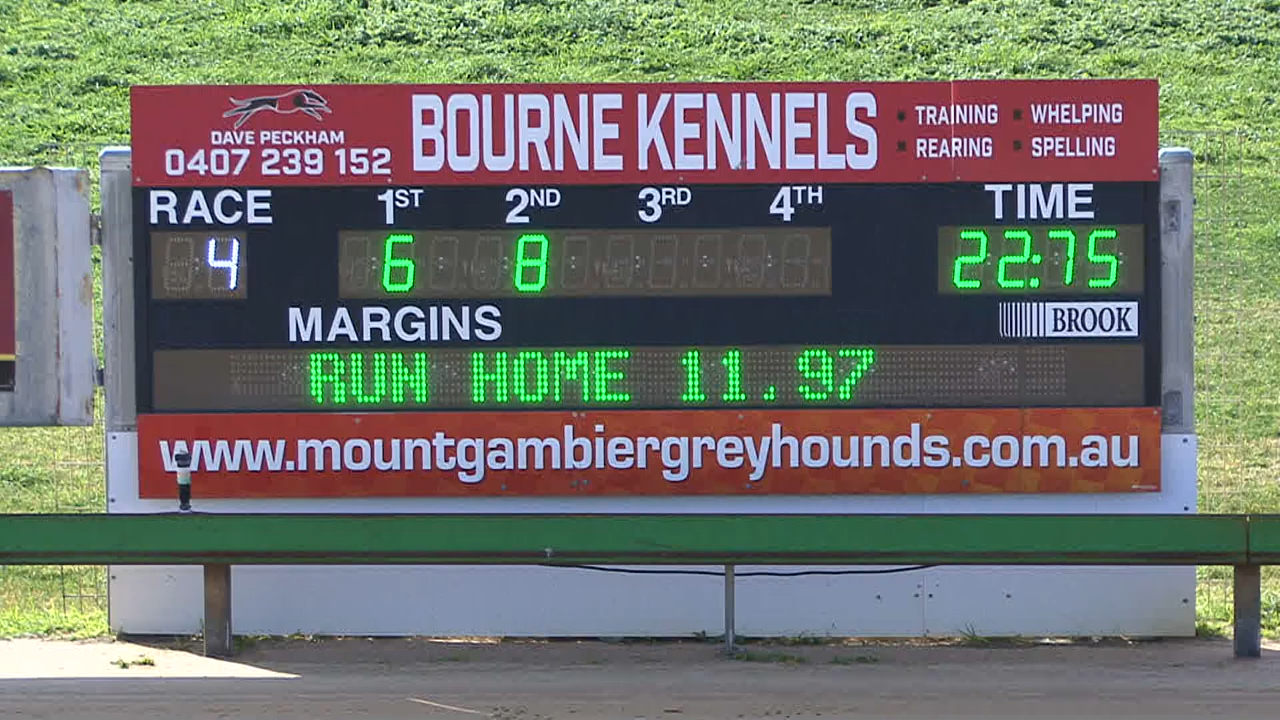 BOURNE KENNELS
DAVE PECKHAM
0407 239 152
TRAINING WHELPING
REARING SPELLING
RACE 1ST 2ND 3RD 4TH TIME
4 6 8 22:75
MARGINS
BROOK
RUN HOME 11.97
www.mountgambiergreyhounds.com.au